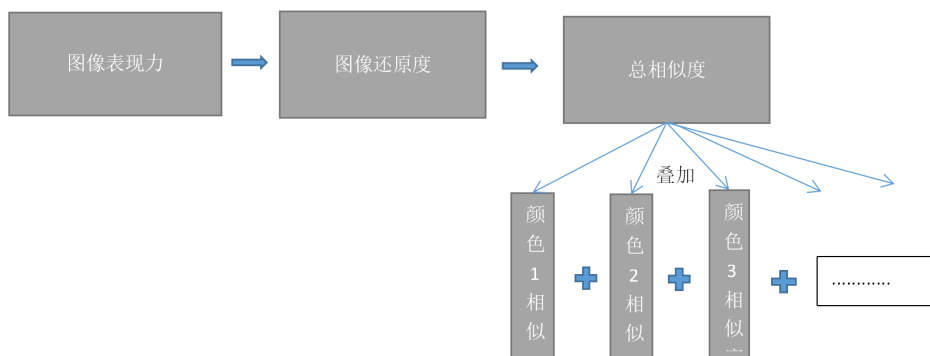 图像表现力
图像还原度
总相似度
叠加
颜色1相似
颜色2相似
颜色3相似
............